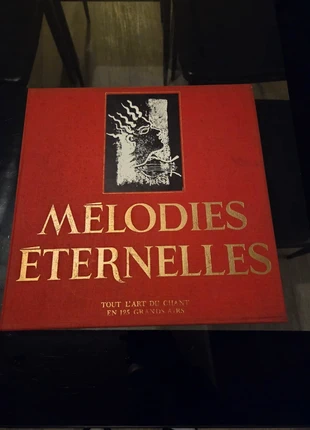 MÉLODIES
ÉTERNELLES
TOUT L'ART DU CHANT
EN 195 GRANDS AIRS